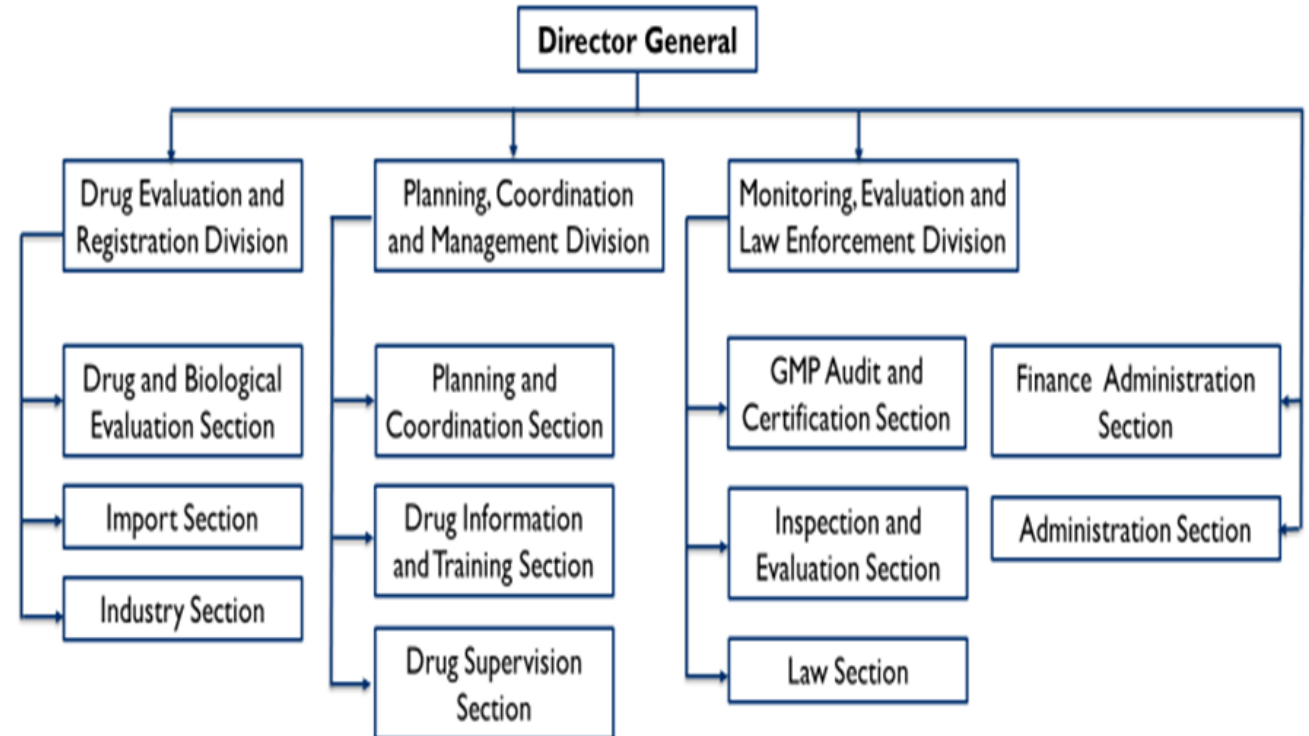 Director General
Drug Evaluation and
Registration Division
Planning, Coordination
and Management Division
Monitoring, Evaluation and
Law Enforcement Division
Drug and Biological
Evaluation Section
Import Section
Industry Section
Planning and
Coordination Section
Drug Information
and Training Section
Drug Supervision
Section
GMP Audit and
Certification Section
Inspection and
Evaluation Section
Law Section
Finance Administration
Section
Administration Section